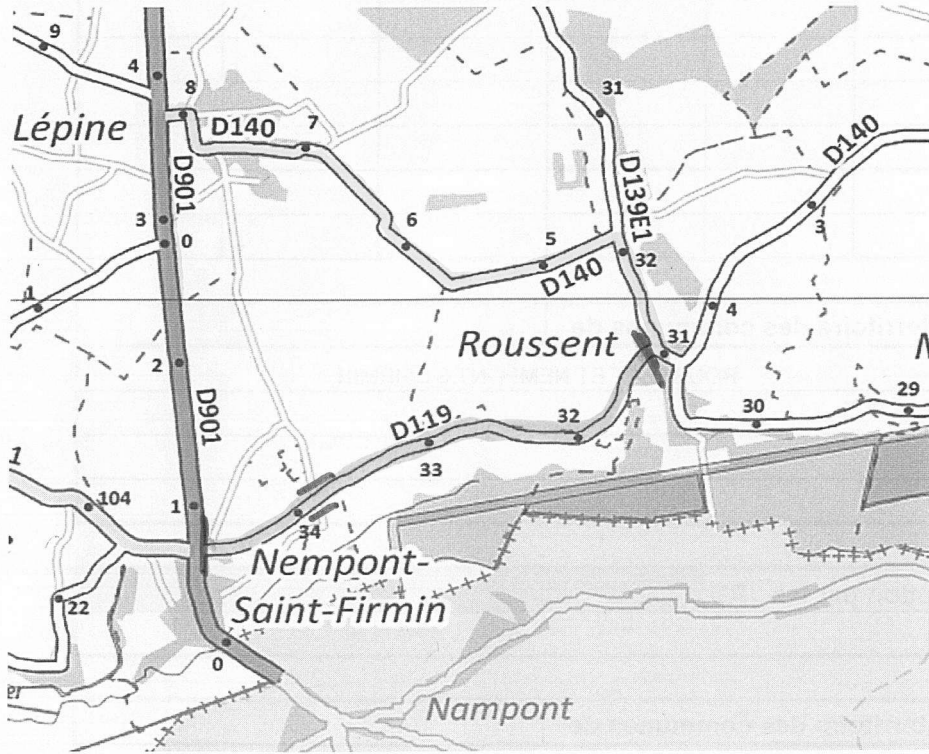 9
4
8
31
Lépine
D140
7
D140
D901
D139E1
3
3
0
6
5
32
D140
1
4
Roussent
31
N
2
29
D901
D119
32
30
33
1
104
1
34
Nempont-
Saint-Firmin
22
0
er
Nampont